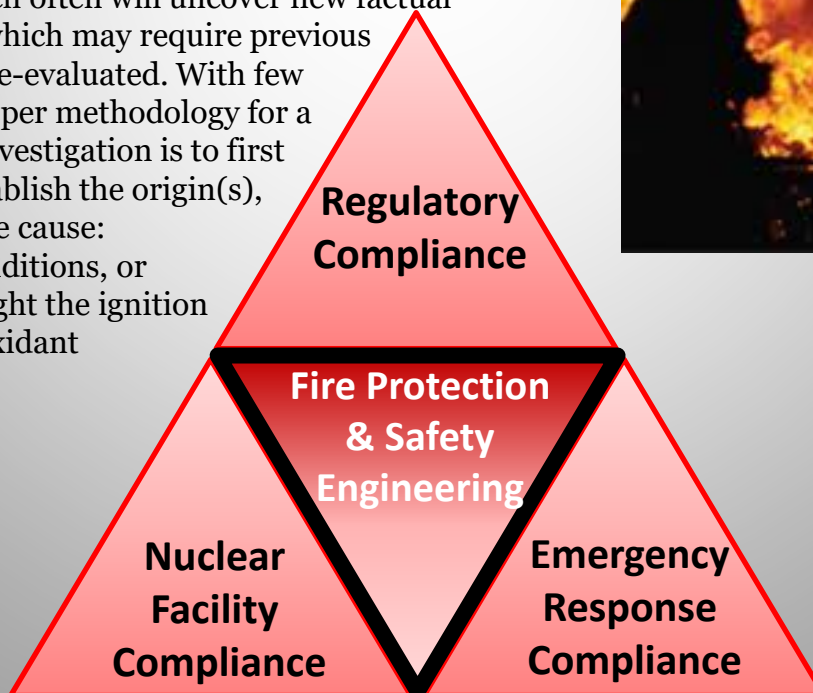 often will uncover new factual
which may require previous
e-evaluated. With few
per methodology for a
vestigation is to first
blish the origin(s),
e cause:
ditions, or
ght the ignition
xidant
Regulatory
Compliance
Fire Protection
& Safety
Engineering
Nuclear
Facility
Compliance
Emergency
Response
Compliance